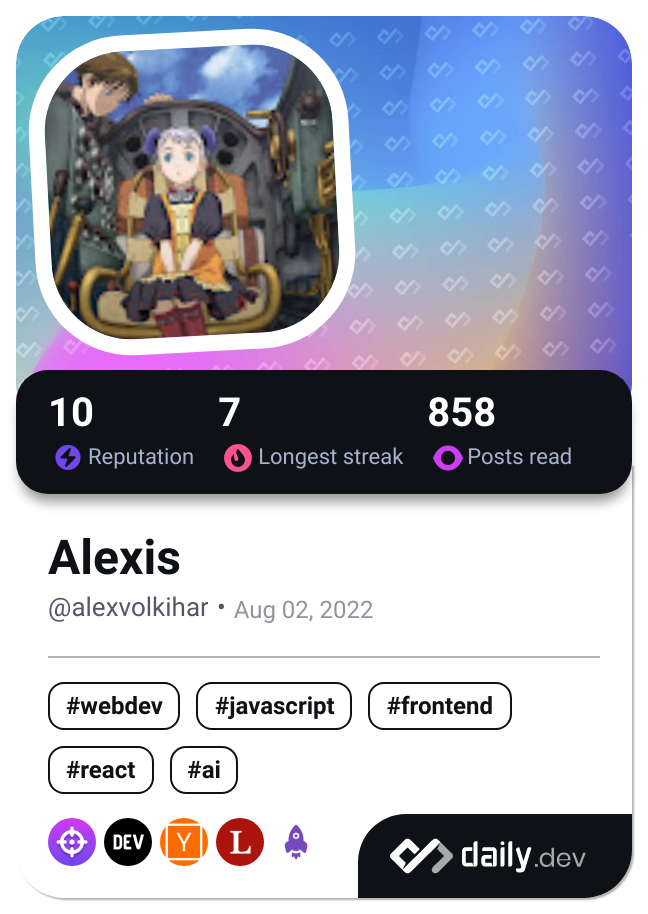 10 7 858
Reputation Longest streak Posts read
Alexis
@alexvolkihar • Aug 02, 2022
#webdev #javascript #frontend
#react #ai
DEV Y L
daily.dev